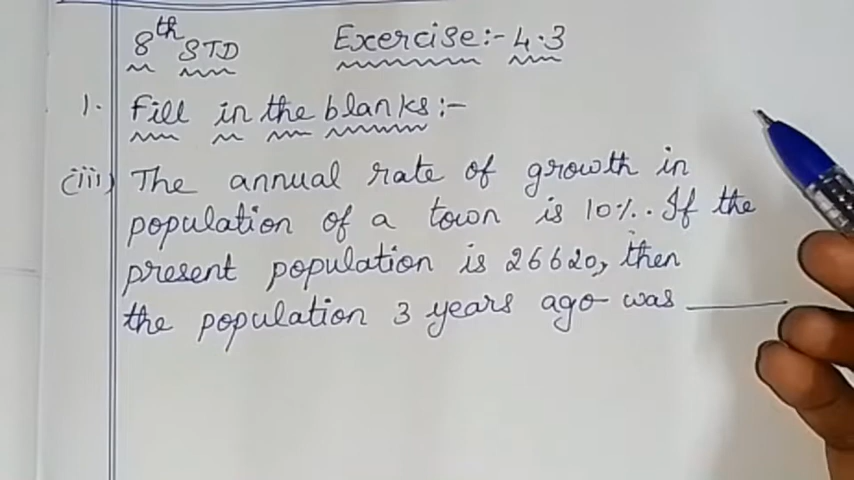 8th STD Exercise:- 4.3
1. Fill in the blanks:-
(iii) The annual rate of growth in
population of a town is 10%. If the
present population is 26620, then
the population 3 years ago was ______